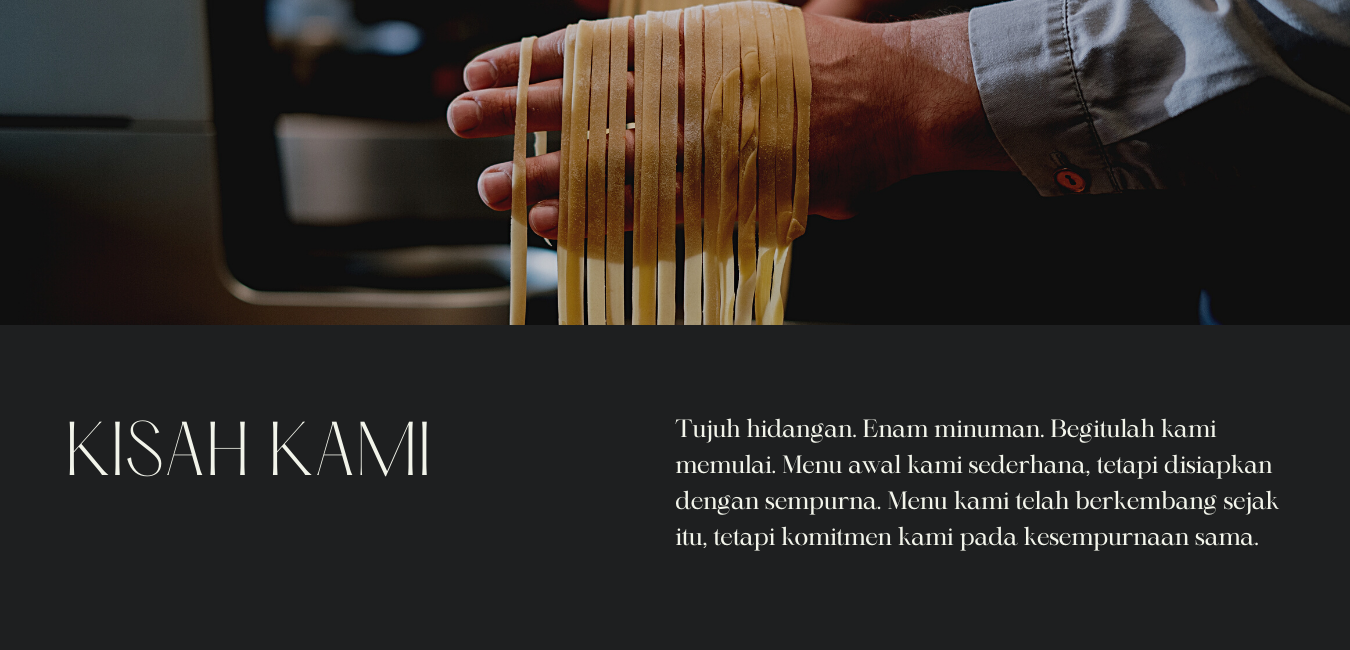 KISAH KAMI
Tujuh hidangan. Enam minuman. Begitulah kami
memulai. Menu awal kami sederhana, tetapi disiapkan
dengan sempurna. Menu kami telah berkembang sejak
itu, tetapi komitmen kami pada kesempurnaan sama.